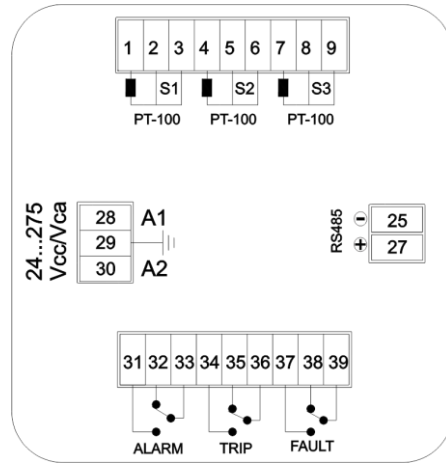 1 2 3 4 5 6 7 8 9
S1 S2 S3
PT-100 PT-100 PT-100
24...275
Vcc/Vca
28 A1
29
30 A2
RS485
- 25
+ 27
31 32 33 34 35 36 37 38 39
ALARM TRIP FAULT